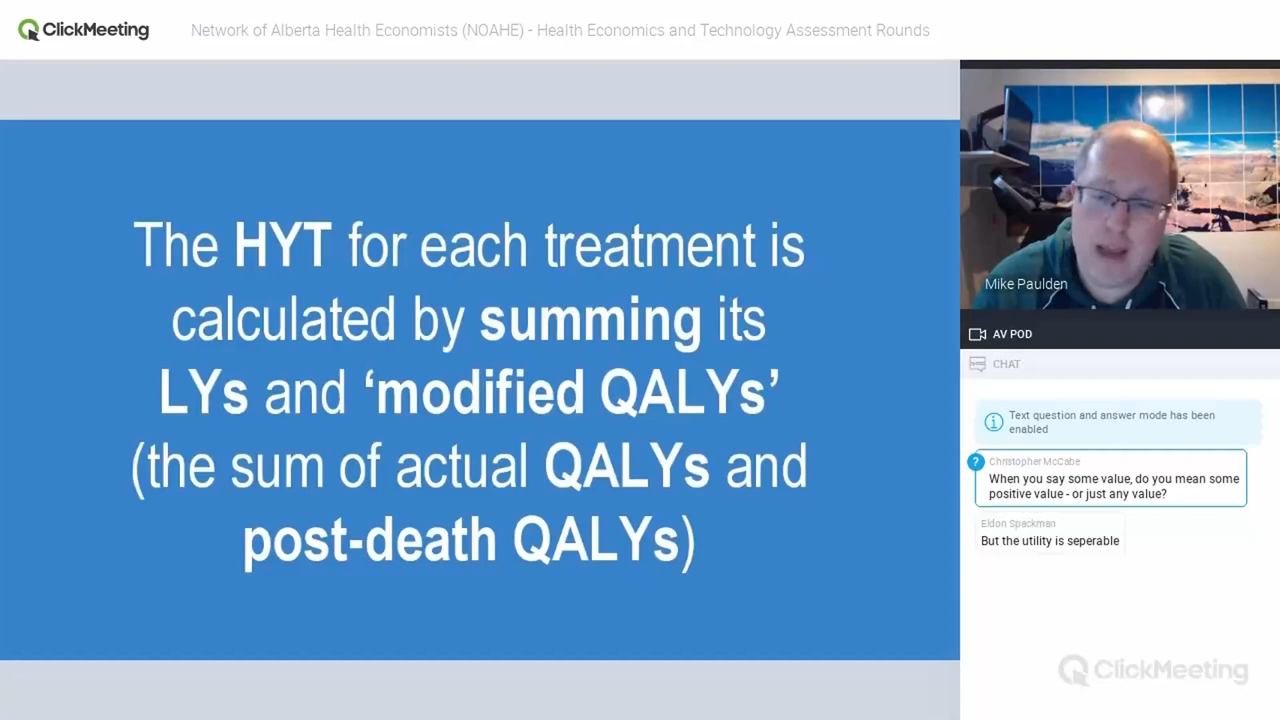 ClickMeeting
Network of Alberta Health Economists (NOAHE) - Health Economics and Technology Assessment Rounds
The HYT for each treatment is
calculated by summing its
LYs and ‘modified QALYs’
(the sum of actual QALYs and
post-death QALYs)
Mike Paulden
AV POD
CHAT
Text question and answer mode has been
enabled
?
Christopher McCabe
When you say some value, do you mean some
positive value - or just any value?
Eldon Spackman
But the utility is seperable
ClickMeeting